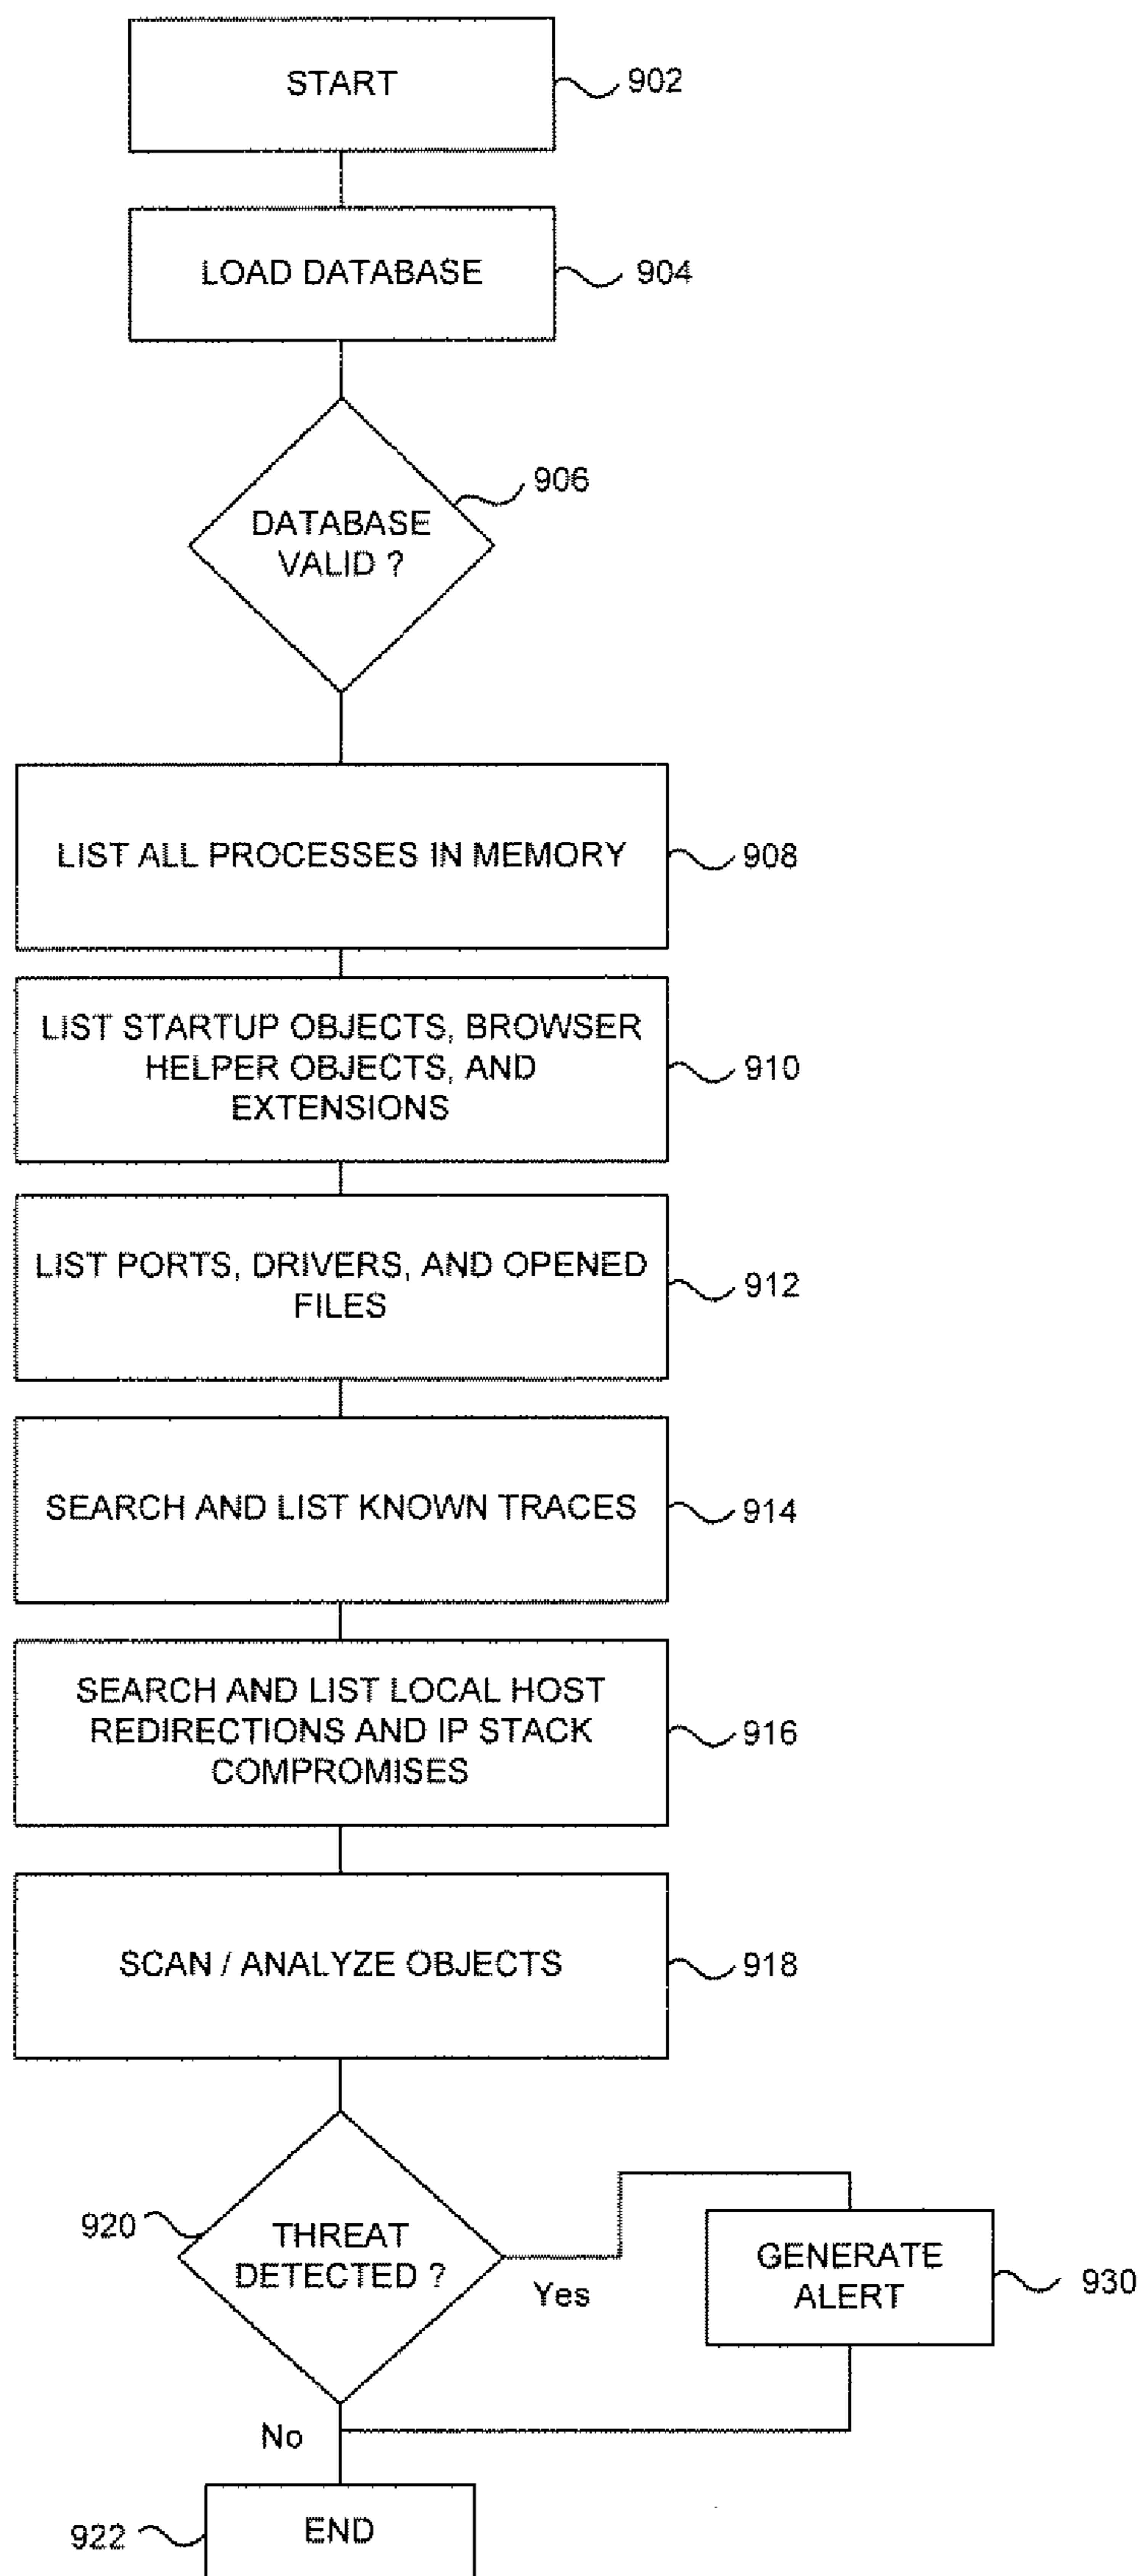 START
902
LOAD DATABASE
904
906
DATABASE
VALID ?
LIST ALL PROCESSES IN MEMORY
908
LIST STARTUP OBJECTS, BROWSER
HELPER OBJECTS, AND
EXTENSIONS
910
LIST PORTS, DRIVERS, AND OPENED
FILES
912
SEARCH AND LIST KNOWN TRACES
914
SEARCH AND LIST LOCAL HOST
REDIRECTIONS AND IP STACK
COMPROMISES
916
SCAN / ANALYZE OBJECTS
918
920
THREAT
DETECTED ?
Yes
GENERATE
ALERT
930
No
END
922